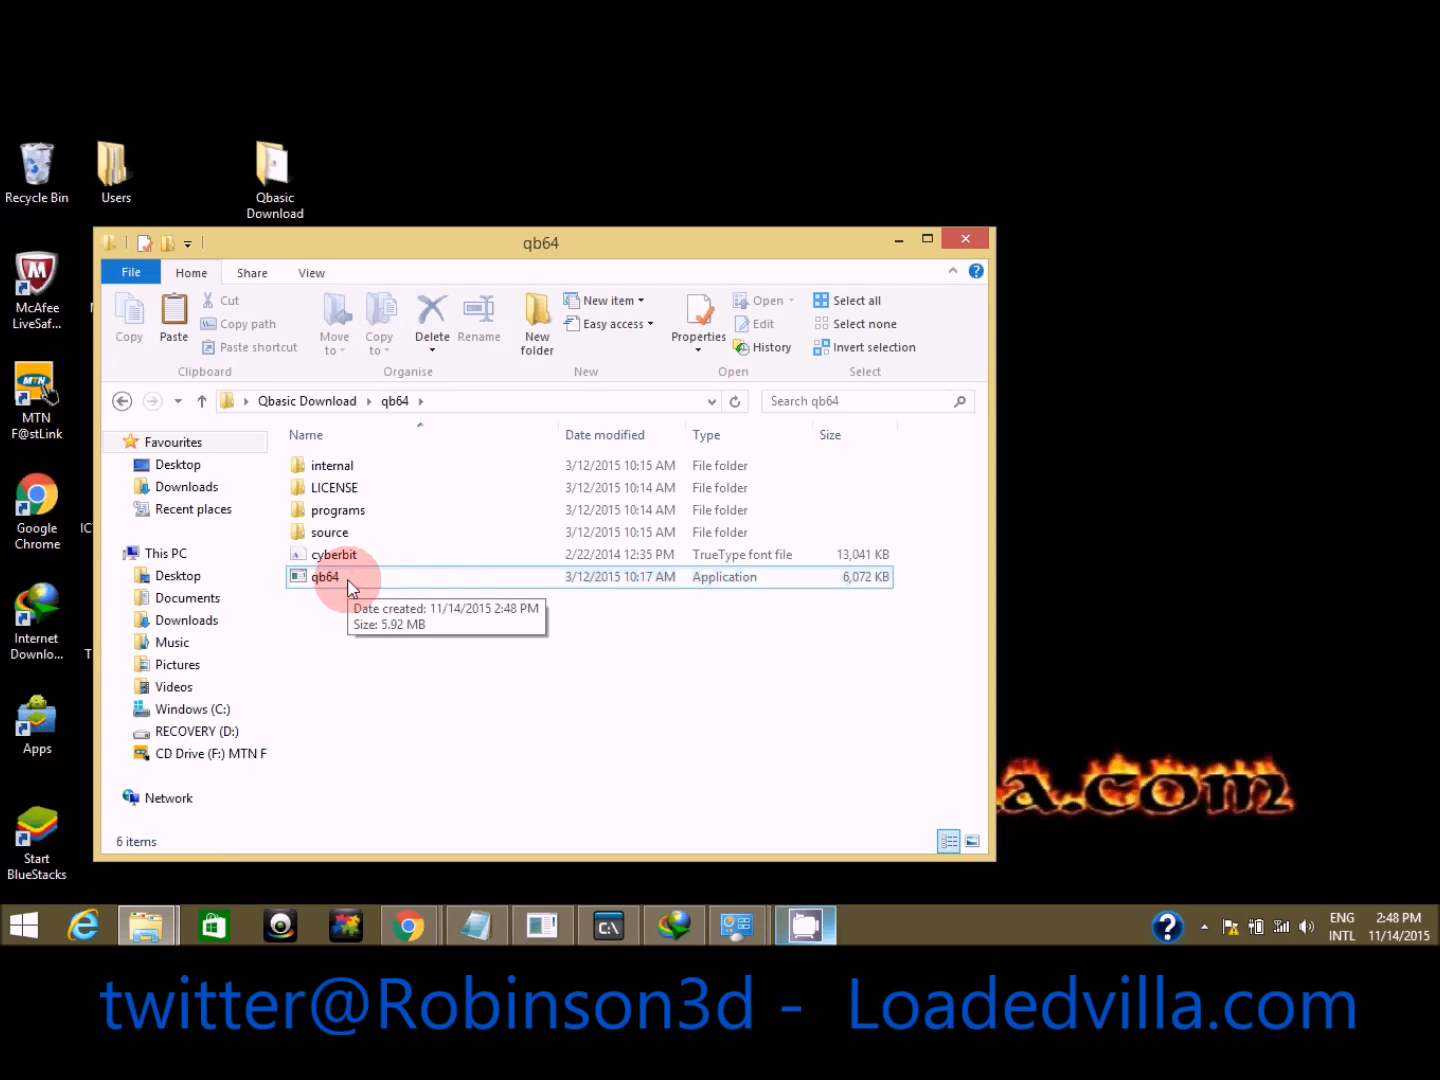 Recycle Bin
Users
Qbasic
Download
McAfee
LiveSaf...
MTN
MTN
F@stLink
Google
Chrome
IC
Internet
Downlo...
T
Apps
Start
BlueStacks
qb64
File
Home
Share
View
Copy
Paste
Cut
Copy path
Paste shortcut
Clipboard
Move
to
Copy
to
Delete
Rename
Organise
New
folder
New item
Easy access
New
Properties
Open
Edit
History
Open
Select all
Select none
Invert selection
Select
Qbasic Download
qb64
Search qb64
Name
Date modified
Type
Size
Favourites
Desktop
Downloads
Recent places
This PC
Desktop
Documents
Downloads
Music
Pictures
Videos
Windows (C:)
RECOVERY (D:)
CD Drive (F:) MTN F
Network
internal 3/12/2015 10:15 AM File folder
LICENSE 3/12/2015 10:14 AM File folder
programs 3/12/2015 10:14 AM File folder
source 3/12/2015 10:15 AM File folder
cyberbit 2/22/2014 12:35 PM TrueType font file 13,041 KB
qb64 3/12/2015 10:17 AM Application 6,072 KB
Date created: 11/14/2015 2:48 PM
Size: 5.92 MB
6 items
a.com
C:\
ENG
INTL
2:48 PM
11/14/2015
twitter@Robinson3d - Loadedvilla.com